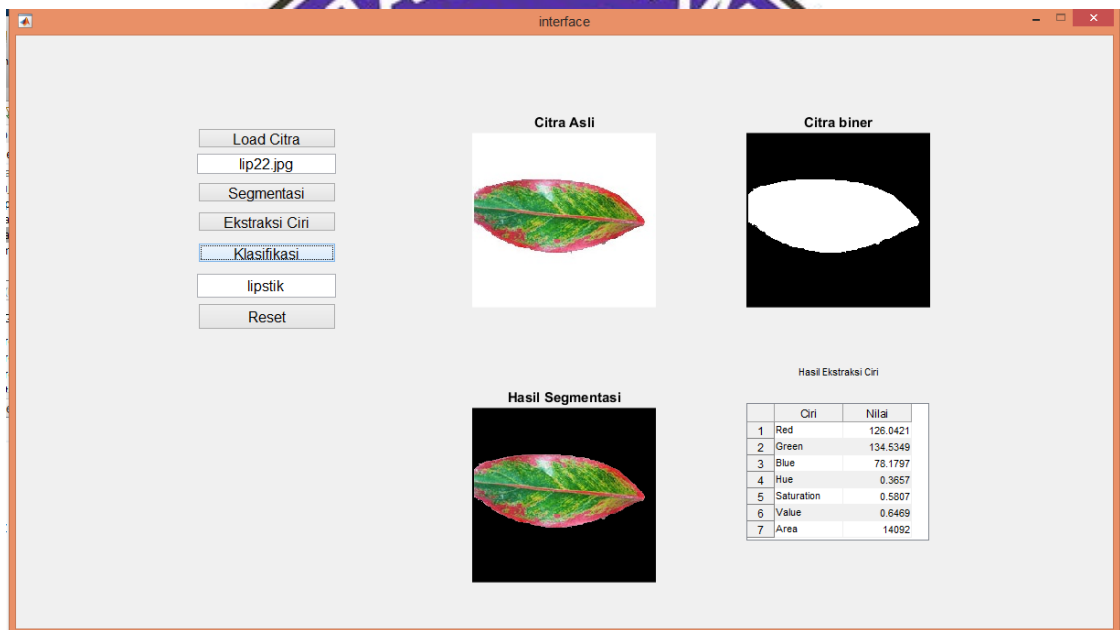 interface
Load Citra
lip22.jpg
Segmentasi
Ekstraksi Ciri
Klasifikasi
lipstik
Reset
Citra Asli
Citra biner
Hasil Segmentasi
Hasil Ekstraksi Ciri
Ciri Nilai
1 Red 126.0421
2 Green 134.5349
3 Blue 78.1797
4 Hue 0.3657
5 Saturation 0.5807
6 Value 0.6469
7 Area 14092